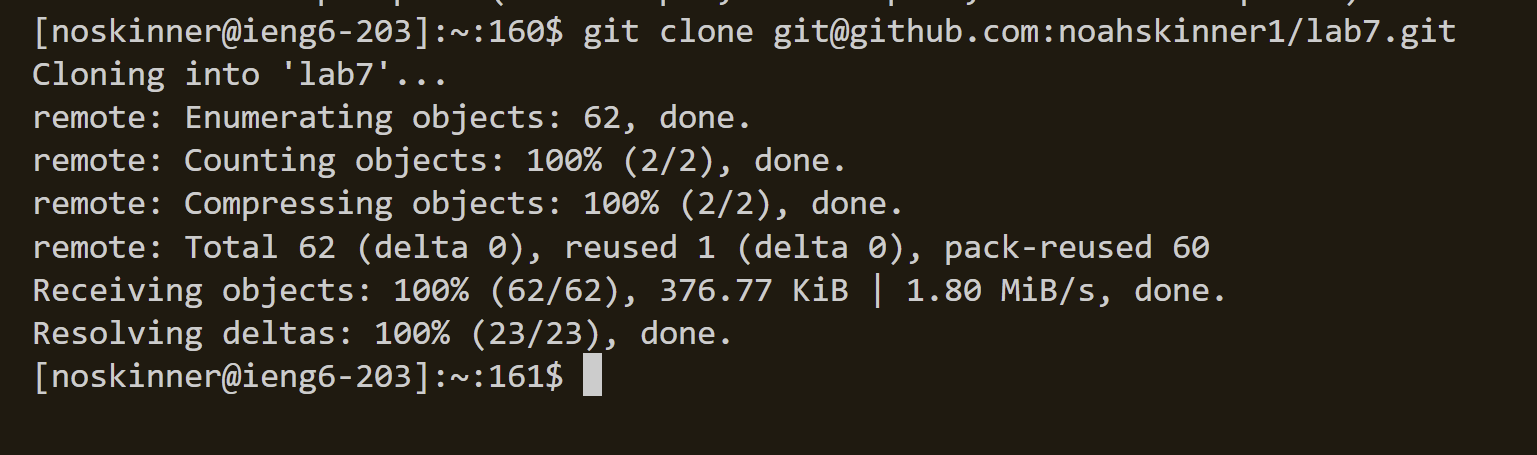 [noskinner@ieng6-203]:~:160$ git clone git@github.com:noahskinner1/lab7.git
Cloning into 'lab7'...
remote: Enumerating objects: 62, done.
remote: Counting objects: 100% (2/2), done.
remote: Compressing objects: 100% (2/2), done.
remote: Total 62 (delta 0), reused 1 (delta 0), pack-reused 60
Receiving objects: 100% (62/62), 376.77 KiB | 1.80 MiB/s, done.
Resolving deltas: 100% (23/23), done.
[noskinner@ieng6-203]:~:161$